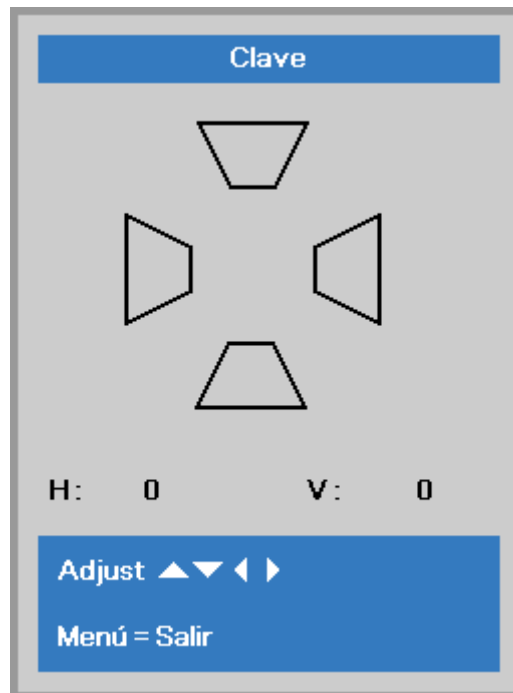 Clave
H: 0 V: 0
Adjust ▲▼◀▶
Menú = Salir